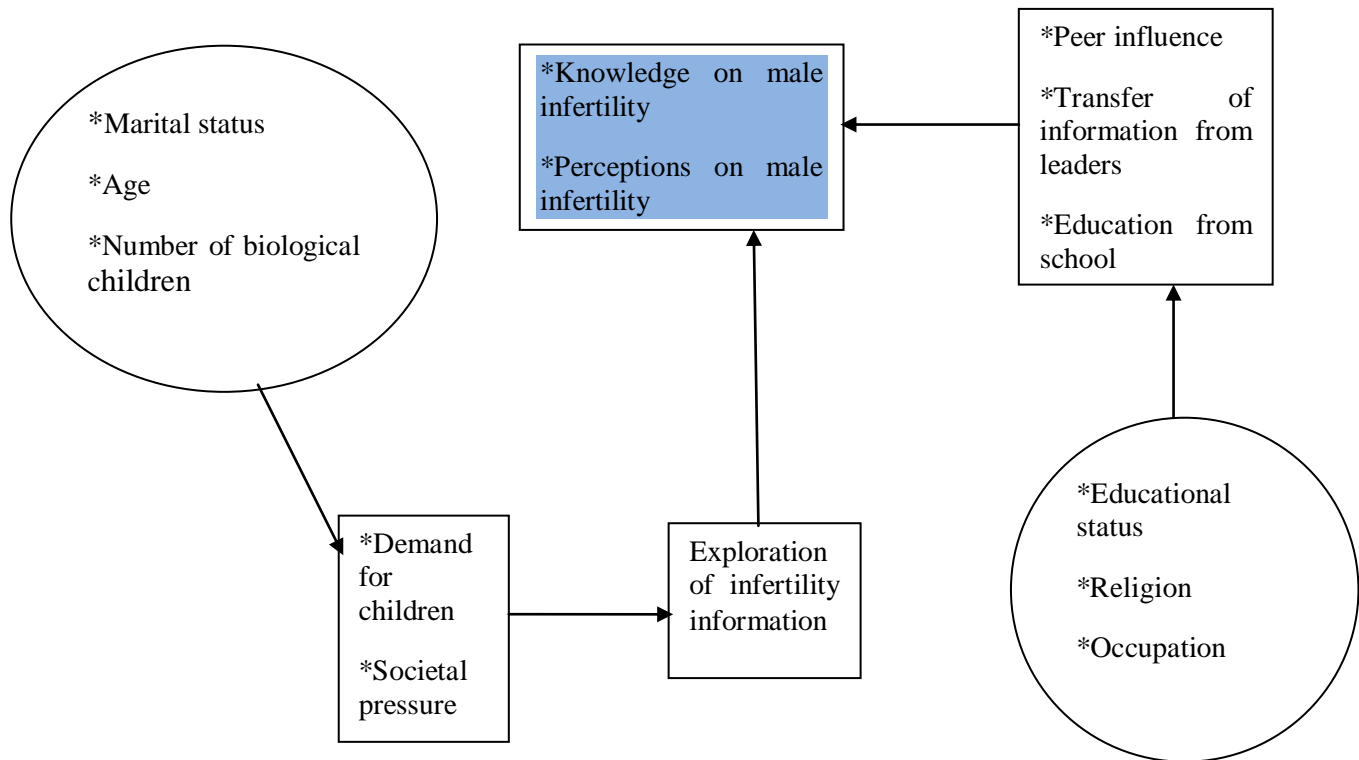 *Marital status
*Age
*Number of biological
children
*Knowledge on male
infertility
*Perceptions on male
infertility
*Peer influence
*Transfer of
information from
leaders
*Education from
school
*Demand
for
children
*Societal
pressure
Exploration
of infertility
information
*Educational
status
*Religion
*Occupation